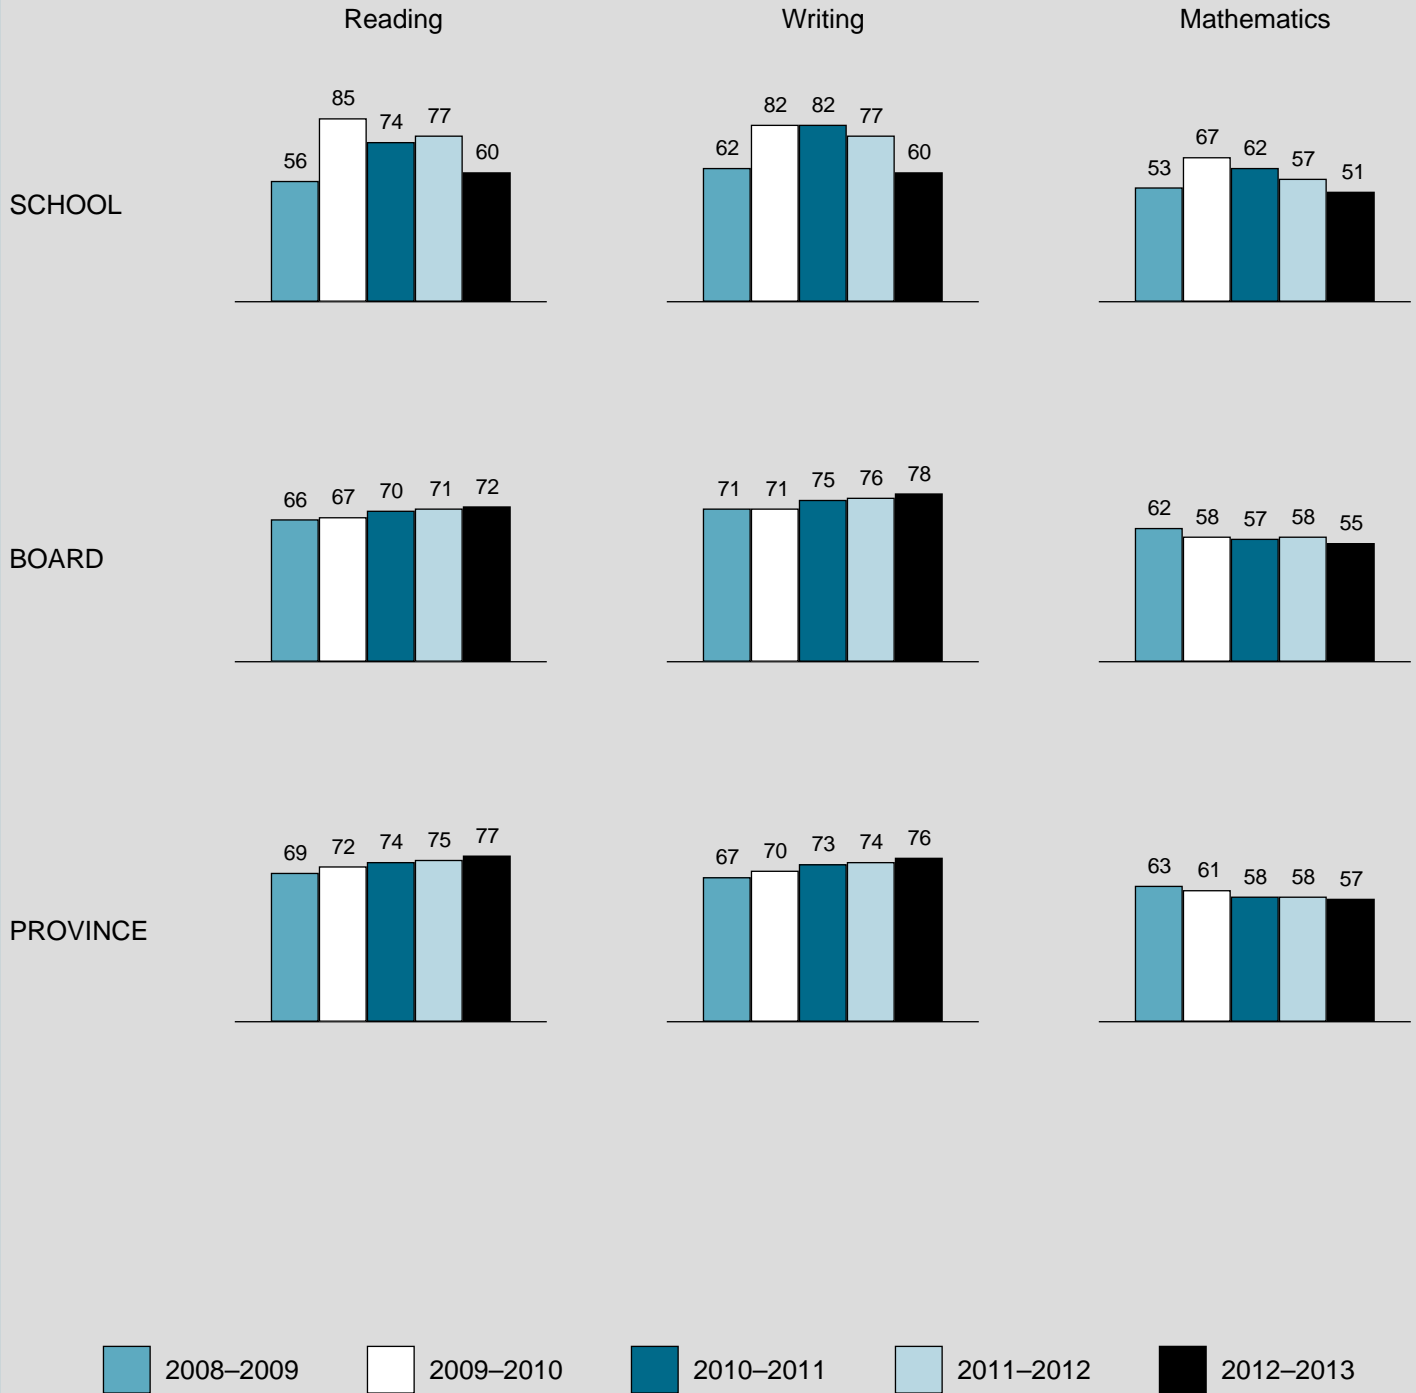 Reading Writing Mathematics
SCHOOL
56 85 74 77 60
62 82 82 77 60
53 67 62 57 51
BOARD
66 67 70 71 72
71 71 75 76 78
62 58 57 58 55
PROVINCE
69 72 74 75 77
67 70 73 74 76
63 61 58 58 57
2008–2009 2009–2010 2010–2011 2011–2012 2012–2013